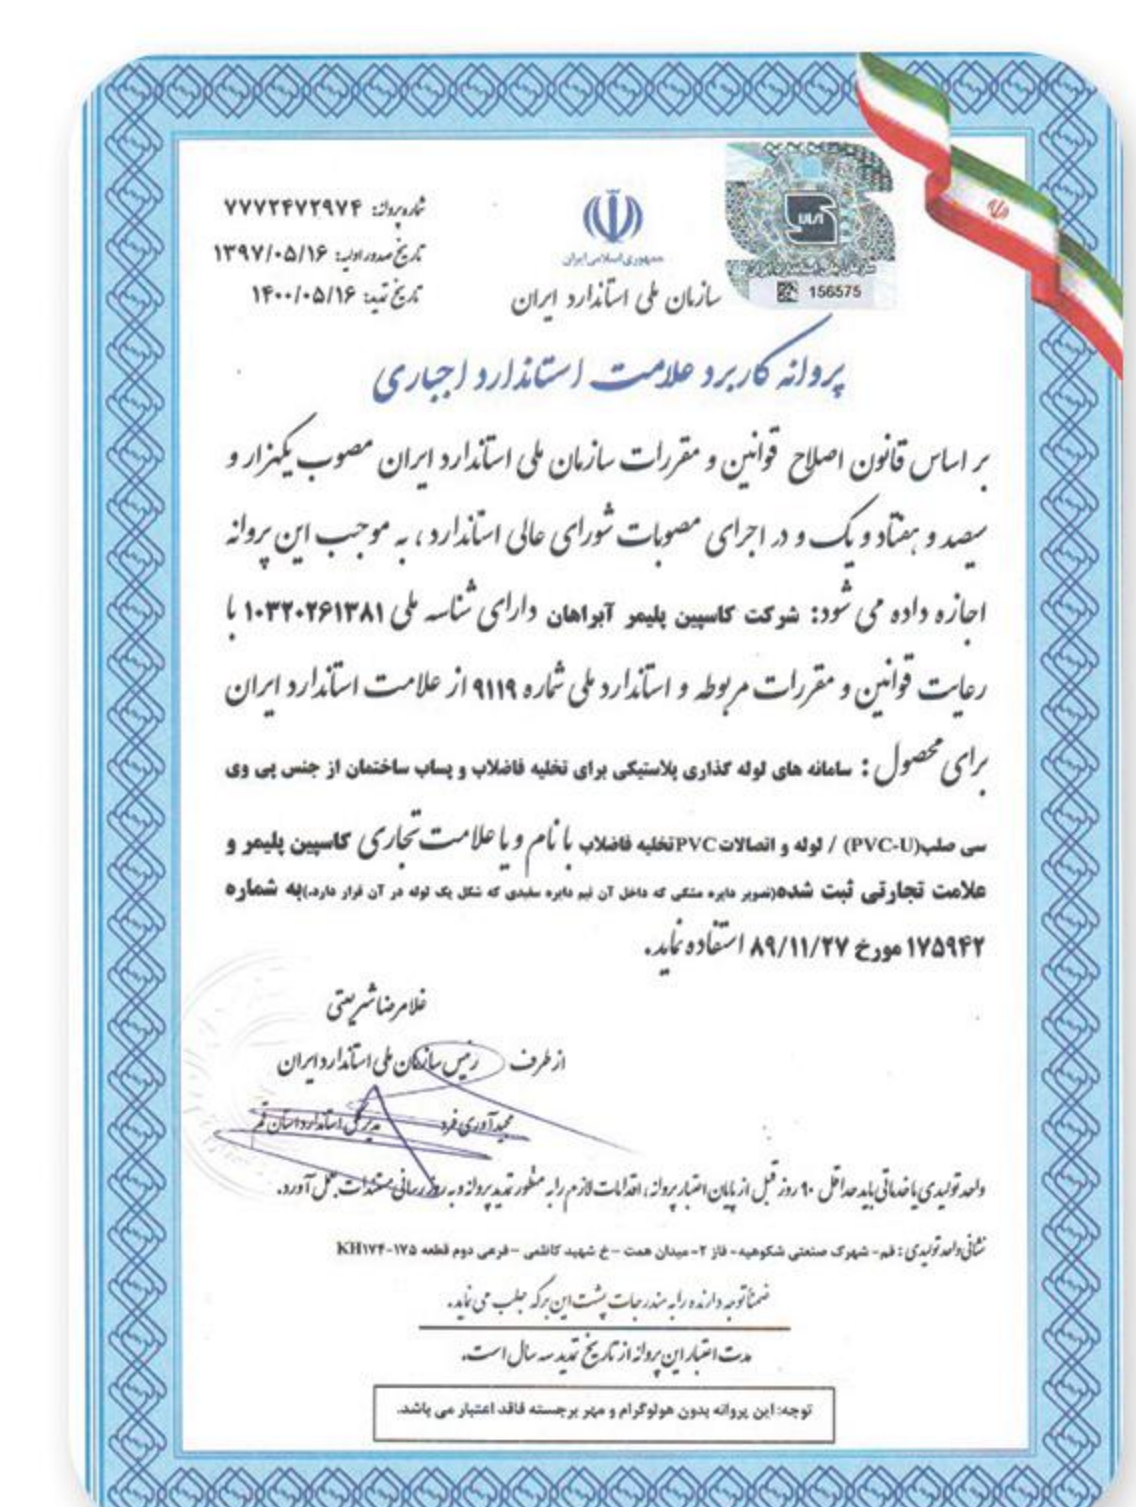 شماره پروانه: ۷۷۷۲۴۷۲۹۷۴
تاریخ صدور اولیه: ۱۳۹۷/۰۵/۱۶
تاریخ تمدید: ۱۴۰۰/۰۵/۱۶
جمهوری اسلامی ایران
سازمان ملی استاندارد ایران
156575
پروانه کاربرد علامت استاندارد اجباری
بر اساس قانون اصلاح قوانین و مقررات سازمان ملی استاندارد ایران مصوب یکهزار و
سیصد و هفتاد و یک و در اجرای مصوبات شورای عالی استاندارد، به موجب این پروانه
اجازه داده می شود: شرکت کاسپین پلیمر آبراهان دارای شناسه ملی ۱۰۳۲۰۲۶۱۳۸۱ با
رعایت قوانین و مقررات مربوطه و استاندارد ملی شماره ۹۱۱۹ از علامت استاندارد ایران
برای محصول: سامانه های لوله گذاری پلاستیکی برای تخلیه فاضلاب و پساب ساختمان از جنس پی وی
سی صلب(PVC-U) / لوله و اتصالات PVC تخلیه فاضلاب با نام و یا علامت تجاری کاسپین پلیمر و
علامت تجارتی ثبت شده(تصویر دایره مشکی که داخل آن نیم دایره سفیدی که شکل یک لوله در آن قرار دارد.)به شماره
۱۷۵۹۴۲ مورخ ۸۹/۱۱/۲۷ استفاده نماید.
غلامرضا شریعتی
از طرف رئیس سازمان ملی استاندارد ایران
مجید آوری فرد مدیر کل استاندارد استان قم
واحد تولیدی یا خدماتی باید حداقل ۹۰ روز قبل از پایان اعتبار پروانه، اقدامات لازم را به منظور تمدید پروانه و به روز رسانی مستندات بعمل آورد.
نشانی واحد تولیدی: قم- شهرک صنعتی شکوهیه- فاز ۲- میدان همت -خ شهید کاشفی -فرعی دوم قطعه KH۱۷۴-۱۷۵
ضمناً توجه دارنده را به مندرجات پشت این برگه جلب می نماید.
مدت اعتبار این پروانه از تاریخ تمدید سه سال است.
توجه: این پروانه بدون هولوگرام و مهر برجسته فاقد اعتبار می باشد.